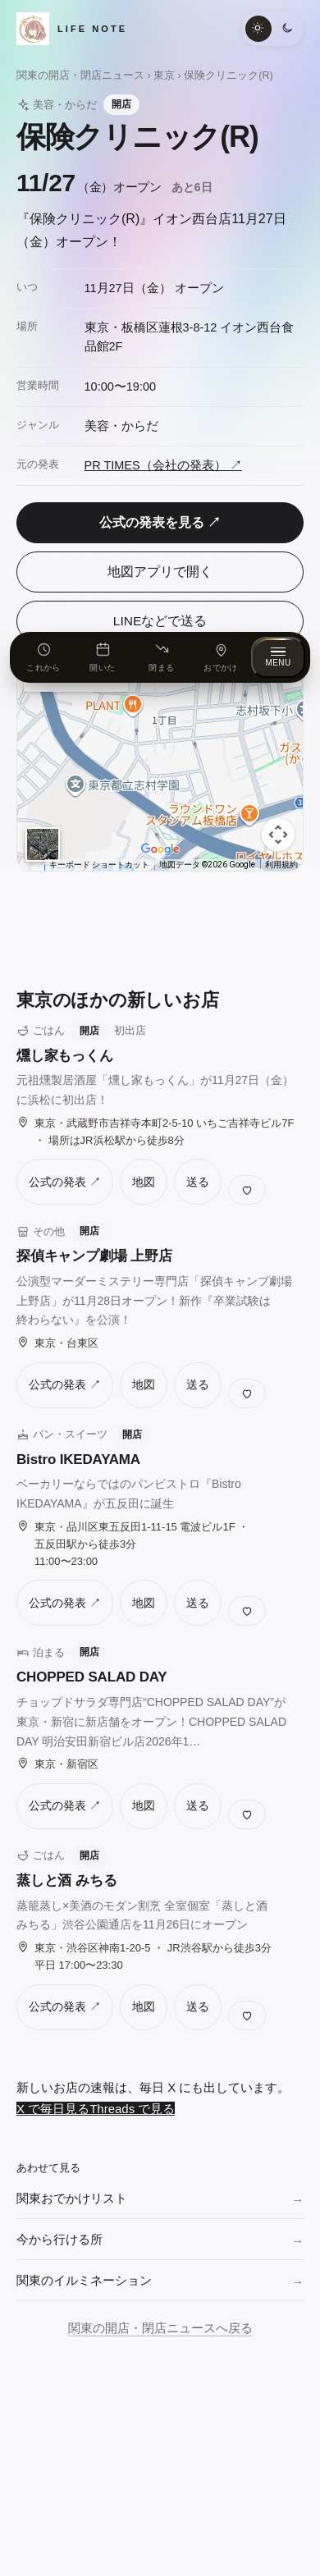 LIFE NOTE
関東の開店・閉店ニュース › 東京 › 保険クリニック(R)
美容・からだ 開店
保険クリニック(R)
11/27（金）オープン あと6日
『保険クリニック(R)』イオン西台店11月27日
（金）オープン！
いつ 11月27日（金） オープン
場所 東京・板橋区蓮根3-8-12 イオン西台食
品館2F
営業時間 10:00〜19:00
ジャンル 美容・からだ
元の発表 PR TIMES（会社の発表） ↗
公式の発表を見る ↗
地図アプリで開く
LINEなどで送る
これから 開いた 閉まる おでかけ MENU
PLANT
志村坂下小
1丁目
ガス
(か
東京都立志村学園
ラウンドワン
スタジアム板橋店
ロイヤルホス
Google
キーボード ショートカット 地図データ ©2026 Google 利用規約
東京のほかの新しいお店
ごはん 開店 初出店
燻し家もっくん
元祖燻製居酒屋「燻し家もっくん」が11月27日（金）
に浜松に初出店！
東京・武蔵野市吉祥寺本町2-5-10 いちご吉祥寺ビル7F
・ 場所はJR浜松駅から徒歩8分
公式の発表 ↗ 地図 送る
その他 開店
探偵キャンプ劇場 上野店
公演型マーダーミステリー専門店「探偵キャンプ劇場
上野店」が11月28日オープン！新作『卒業試験は
終わらない』を公演！
東京・台東区
公式の発表 ↗ 地図 送る
パン・スイーツ 開店
Bistro IKEDAYAMA
ベーカリーならではのパンビストロ『Bistro
IKEDAYAMA』が五反田に誕生
東京・品川区東五反田1-11-15 電波ビル1F ・
五反田駅から徒歩3分
11:00〜23:00
公式の発表 ↗ 地図 送る
泊まる 開店
CHOPPED SALAD DAY
チョップドサラダ専門店“CHOPPED SALAD DAY”が
東京・新宿に新店舗をオープン！CHOPPED SALAD
DAY 明治安田新宿ビル店2026年1…
東京・新宿区
公式の発表 ↗ 地図 送る
ごはん 開店
蒸しと酒 みちる
蒸籠蒸し×美酒のモダン割烹 全室個室「蒸しと酒
みちる」渋谷公園通店を11月26日にオープン
東京・渋谷区神南1-20-5 ・ JR渋谷駅から徒歩3分
平日 17:00〜23:30
公式の発表 ↗ 地図 送る
新しいお店の速報は、毎日 X にも出しています。
X で毎日見るThreads で見る
あわせて見る
関東おでかけリスト →
今から行ける所 →
関東のイルミネーション →
関東の開店・閉店ニュースへ戻る